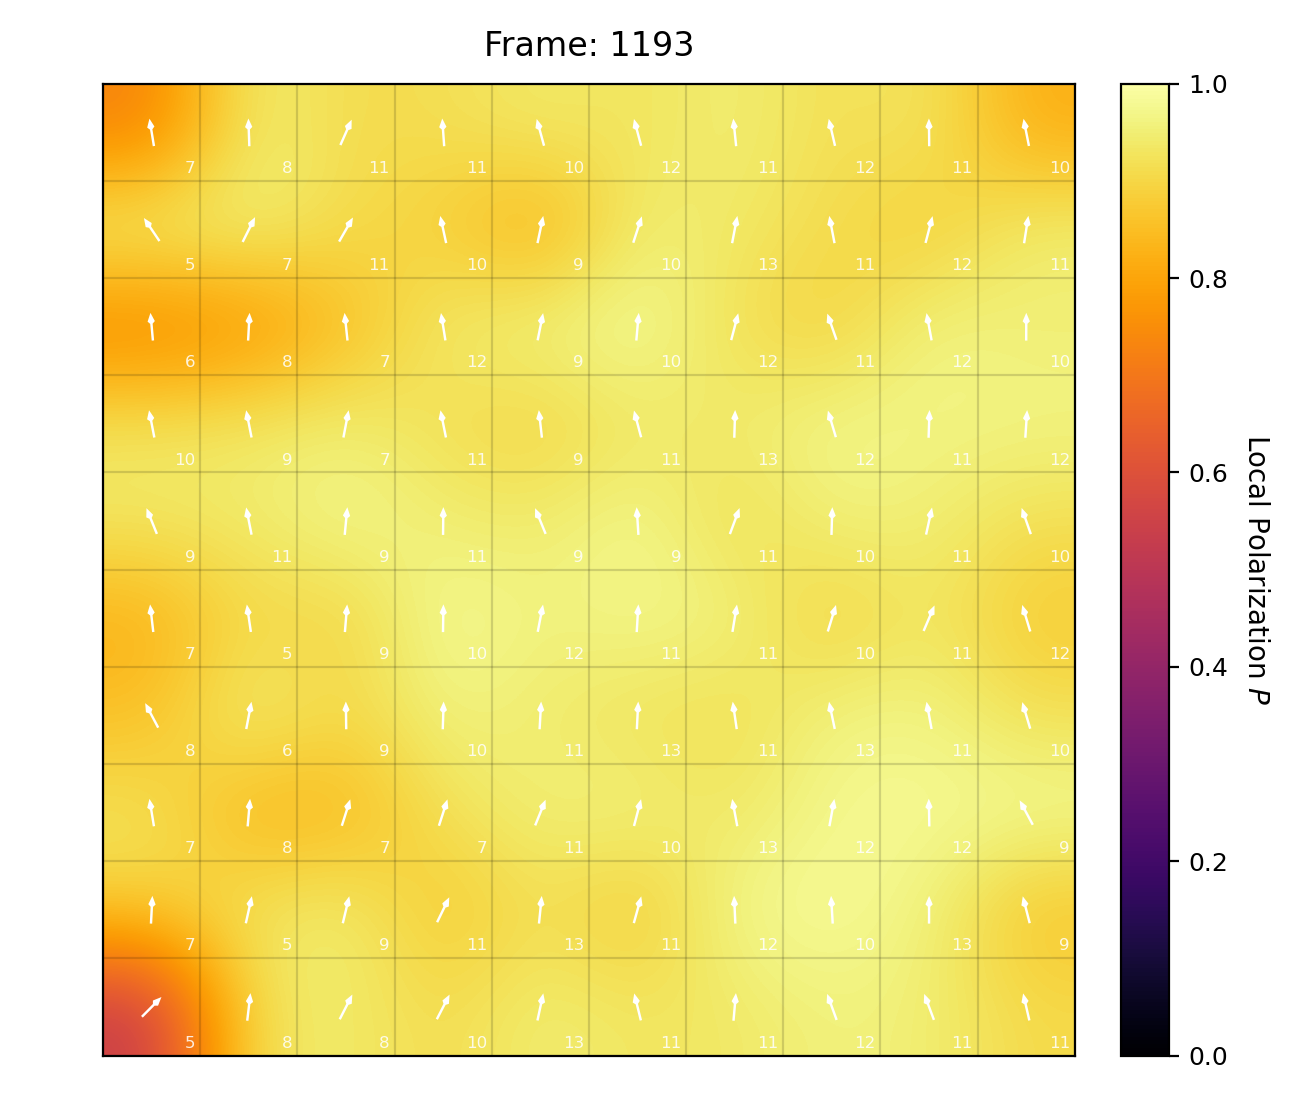 Frame: 1193
7 8 11 11 10 12 11 12 11 10
5 7 11 10 9 10 13 11 12 11
6 8 7 12 9 10 12 11 12 10
10 9 7 11 9 11 13 12 11 12
9 11 9 11 9 9 11 10 11 10
7 5 9 10 12 11 11 10 11 12
8 6 9 10 11 13 11 13 11 10
7 8 7 7 11 10 13 12 12 9
7 5 9 11 13 11 12 10 13 9
5 8 8 10 13 11 11 12 11 11
1.0
0.8
0.6
0.4
0.2
0.0
Local Polarization P